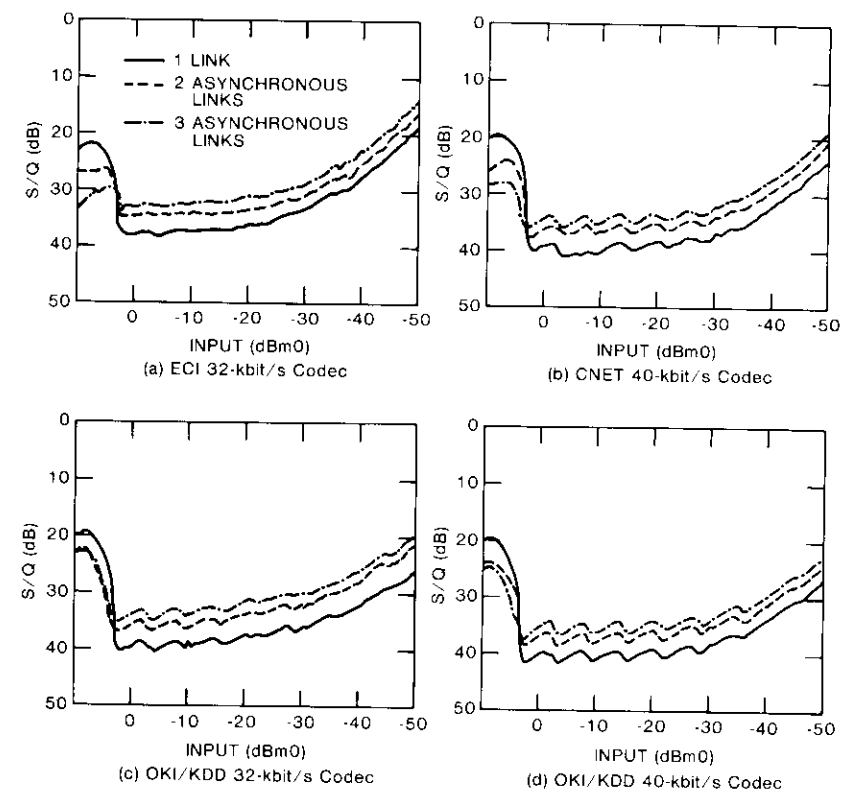 0
10
20
30
40
50
S/Q (dB)
1 LINK
2 ASYNCHRONOUS
LINKS
3 ASYNCHRONOUS
LINKS
0 -10 -20 -30 -40 -50
INPUT (dBm0)
(a) ECI 32-kbit/s Codec
0
10
20
30
40
50
S/Q (dB)
0 -10 -20 -30 -40 -50
INPUT (dBm0)
(b) CNET 40-kbit/s Codec
0
10
20
30
40
50
S/Q (dB)
0 -10 -20 -30 -40 -50
INPUT (dBm0)
(c) OKI/KDD 32-kbit/s Codec
0
10
20
30
40
50
S/Q (dB)
0 -10 -20 -30 -40 -50
INPUT (dBm0)
(d) OKI/KDD 40-kbit/s Codec